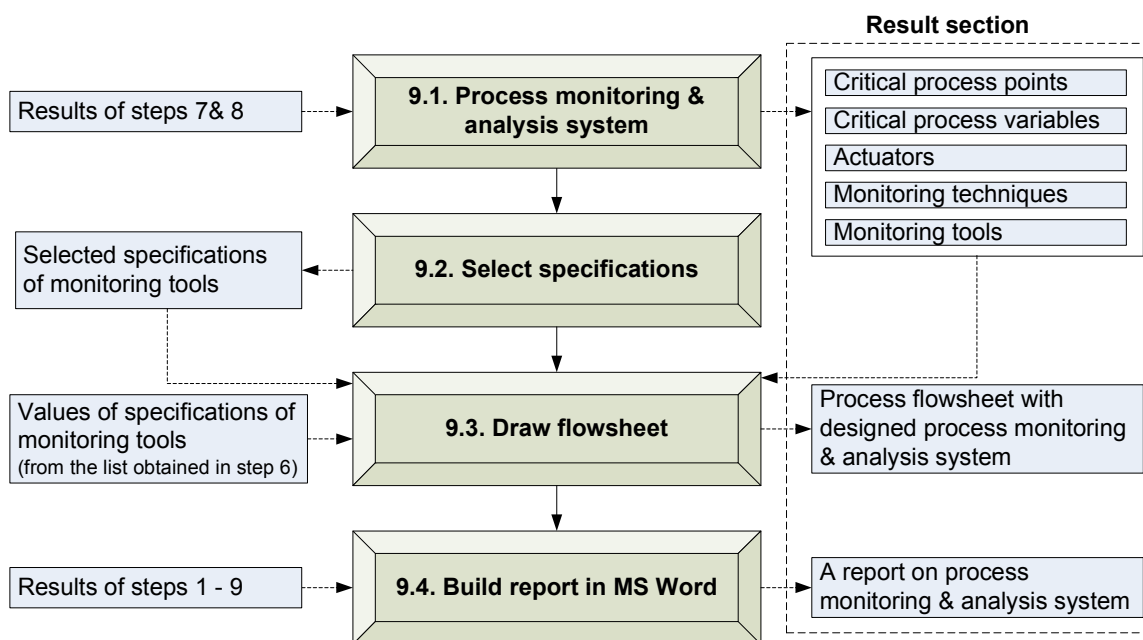 Result section
Results of steps 7& 8
9.1. Process monitoring &
analysis system
Critical process points
Critical process variables
Actuators
Monitoring techniques
Monitoring tools
Selected specifications
of monitoring tools
9.2. Select specifications
Values of specifications of
monitoring tools
(from the list obtained in step 6)
9.3. Draw flowsheet
Process flowsheet with
designed process monitoring
& analysis system
Results of steps 1 - 9
9.4. Build report in MS Word
A report on process
monitoring & analysis system